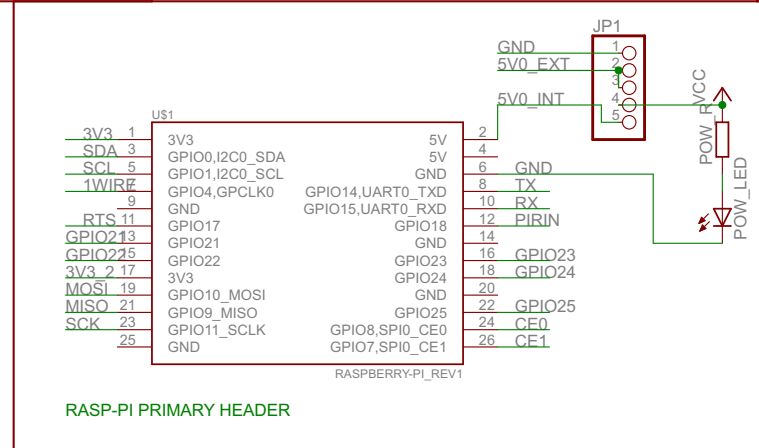 JP1
GND 1
5V0_EXT 2
3
5V0_INT 4
5
VCC
POW_R
POW_LED
U$1
3V3 1 3V3 5V 2
SDA 3 GPIO0,I2C0_SDA 5V 4
SCL 5 GPIO1,I2C0_SCL GND 6 GND
1WIRE 7 GPIO4,GPCLK0 GPIO14,UART0_TXD 8 TX
9 GND GPIO15,UART0_RXD 10 RX
RTS 11 GPIO17 GPIO18 12 PIRIN
GPIO21 13 GPIO21 GND 14
GPIO22 15 GPIO22 GPIO23 16 GPIO23
3V3_2 17 3V3 GPIO24 18 GPIO24
MOSI 19 GPIO10_MOSI GND 20
MISO 21 GPIO9_MISO GPIO25 22 GPIO25
SCK 23 GPIO11_SCLK GPIO8,SPI0_CE0 24 CE0
25 GND GPIO7,SPI0_CE1 26 CE1
RASPBERRY-PI_REV1
RASP-PI PRIMARY HEADER